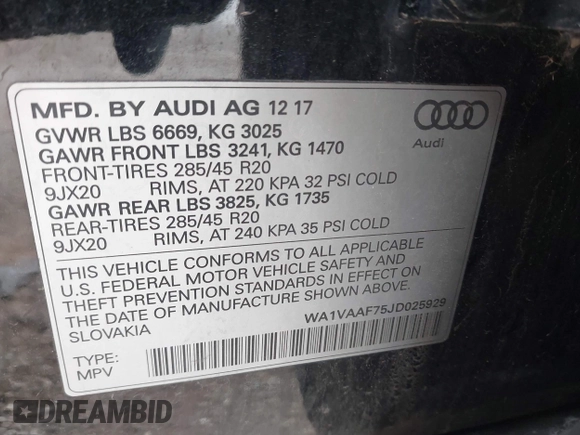 MFD. BY AUDI AG 12 17
GVWR LBS 6669, KG 3025
GAWR FRONT LBS 3241, KG 1470
FRONT-TIRES 285/45 R20
9JX20 RIMS, AT 220 KPA 32 PSI COLD
GAWR REAR LBS 3825, KG 1735
REAR-TIRES 285/45 R20
9JX20 RIMS, AT 240 KPA 35 PSI COLD
Audi
THIS VEHICLE CONFORMS TO ALL APPLICABLE
U.S. FEDERAL MOTOR VEHICLE SAFETY AND
THEFT PREVENTION STANDARDS IN EFFECT ON
THE DATE OF MANUFACTURE SHOWN ABOVE.
SLOVAKIA
WA1VAAF75JD025929
TYPE:
MPV
DREAMBID